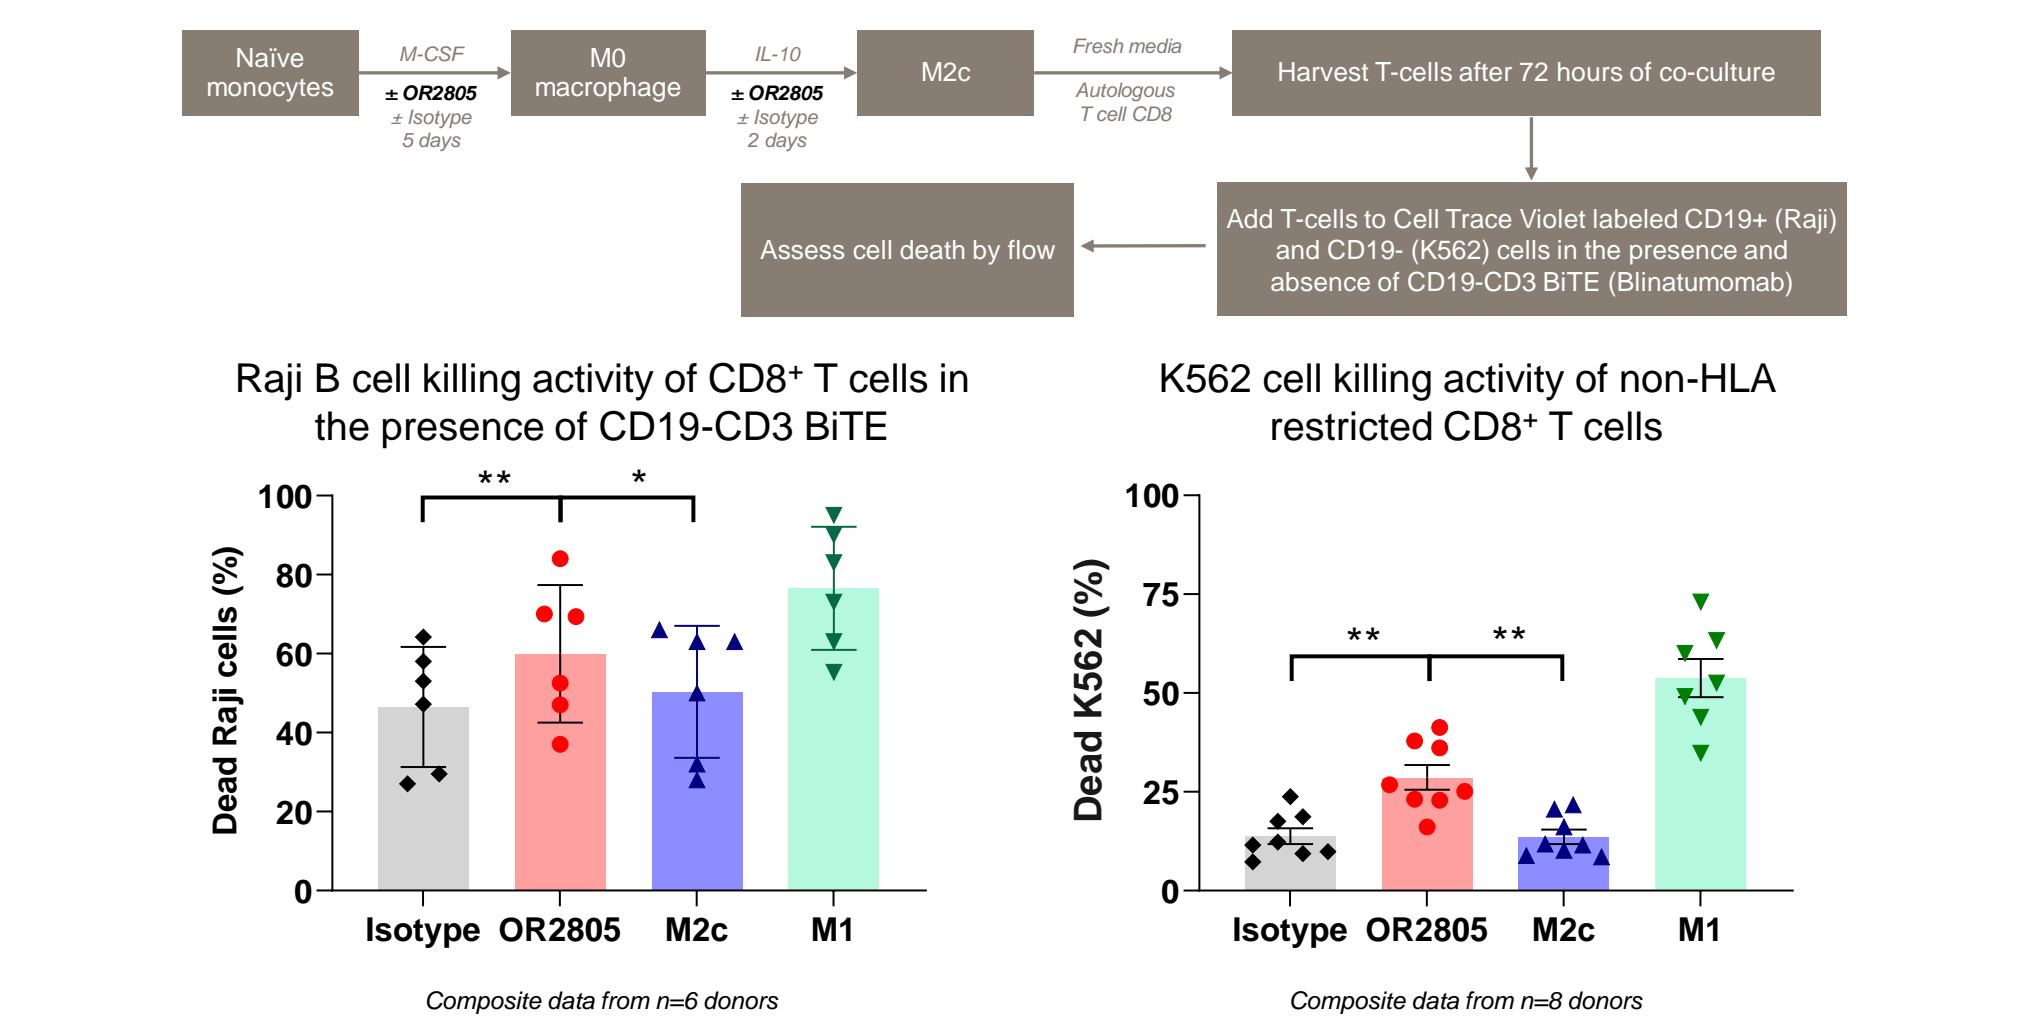 Naïve
monocytes
M-CSF
± OR2805
± Isotype
5 days
M0
macrophage
IL-10
± OR2805
± Isotype
2 days
M2c
Fresh media
Autologous
T cell CD8
Harvest T-cells after 72 hours of co-culture
Add T-cells to Cell Trace Violet labeled CD19+ (Raji)
and CD19- (K562) cells in the presence and
absence of CD19-CD3 BiTE (Blinatumomab)
Assess cell death by flow
Raji B cell killing activity of CD8⁺ T cells in
the presence of CD19-CD3 BiTE
Dead Raji cells (%)
100
80
60
40
20
0
**
*
Isotype
OR2805
M2c
M1
Composite data from n=6 donors
K562 cell killing activity of non-HLA
restricted CD8⁺ T cells
Dead K562 (%)
100
75
50
25
0
**
**
Isotype
OR2805
M2c
M1
Composite data from n=8 donors